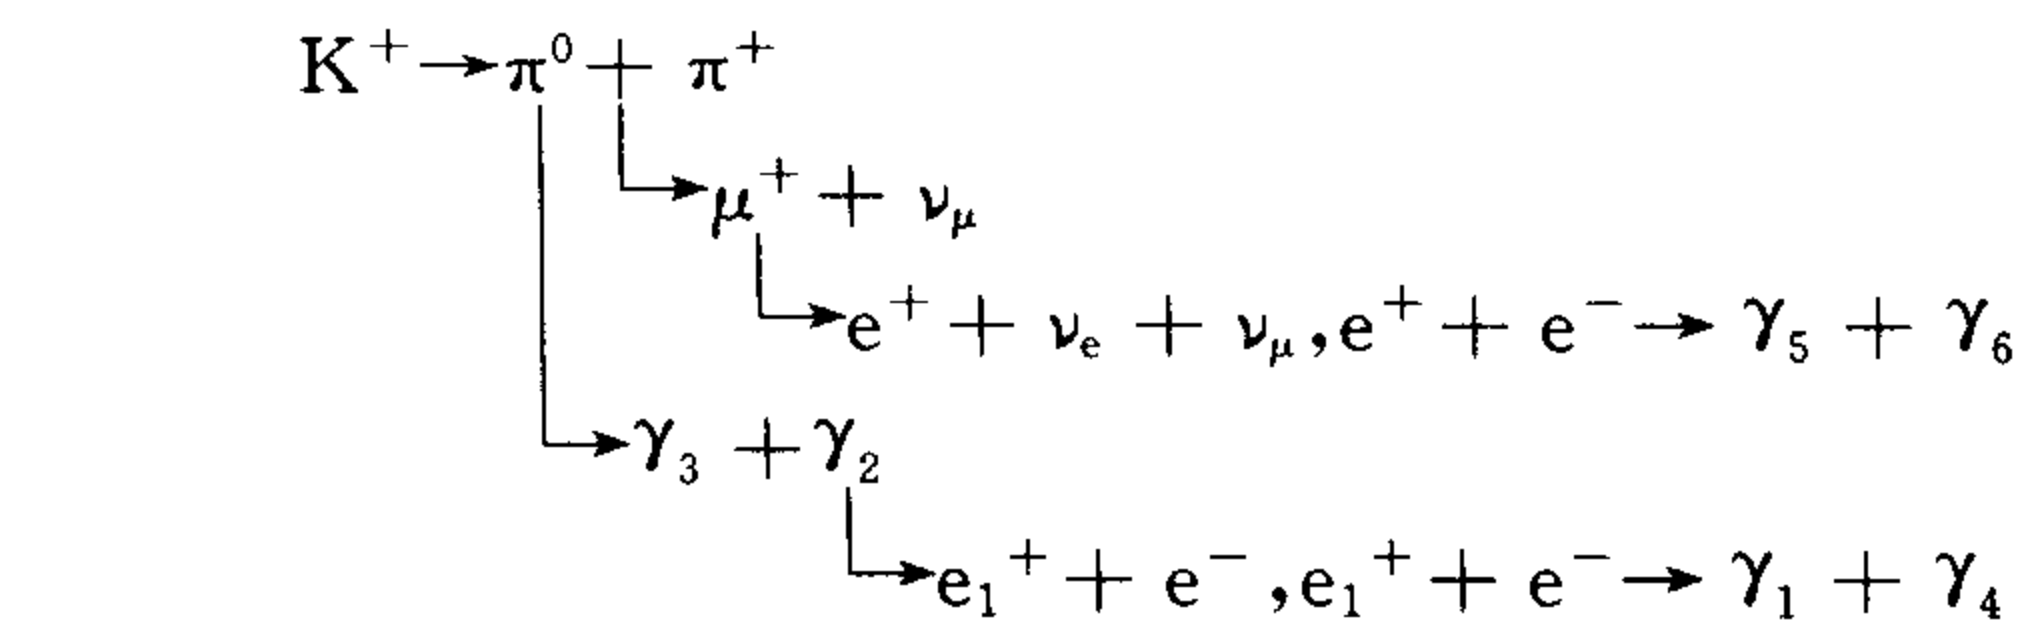 K⁺→π⁰+ π⁺
μ⁺+ ν_μ
e⁺+ ν_e + ν_μ,e⁺+ e⁻→ γ₅ + γ₆
γ₃ +γ₂
e₁⁺+ e⁻,e₁⁺+ e⁻→ γ₁ + γ₄